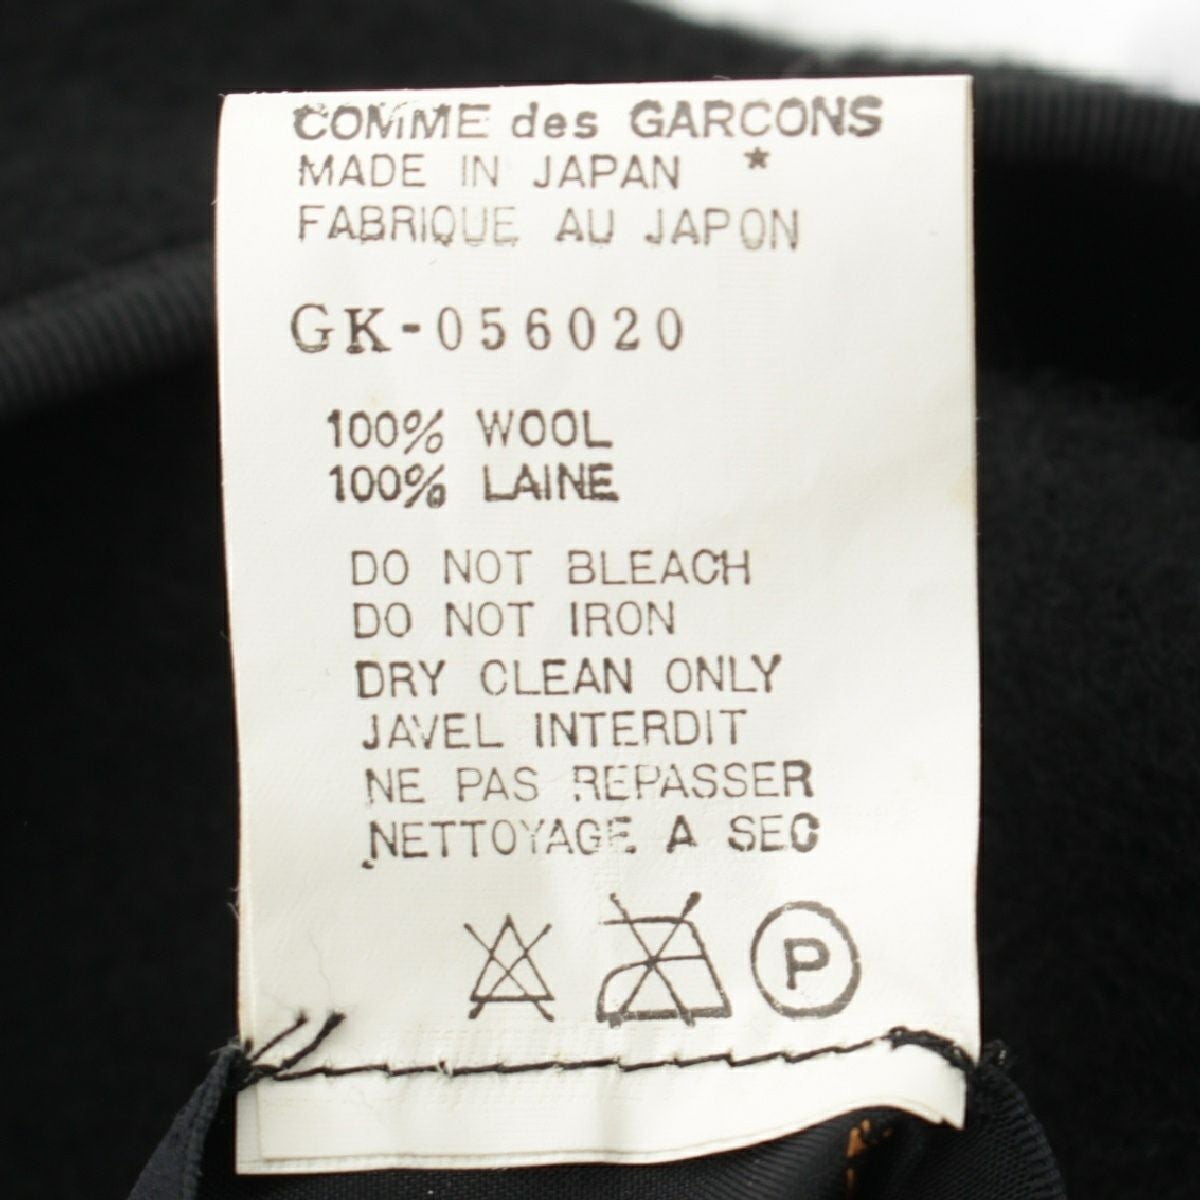 COMME des GARCONS
MADE IN JAPAN *
FABRIQUE AU JAPON
GK-056020
100% WOOL
100% LAINE
DO NOT BLEACH
DO NOT IRON
DRY CLEAN ONLY
JAVEL INTERDIT
NE PAS REPASSER
NETTOYAGE A SEC
P